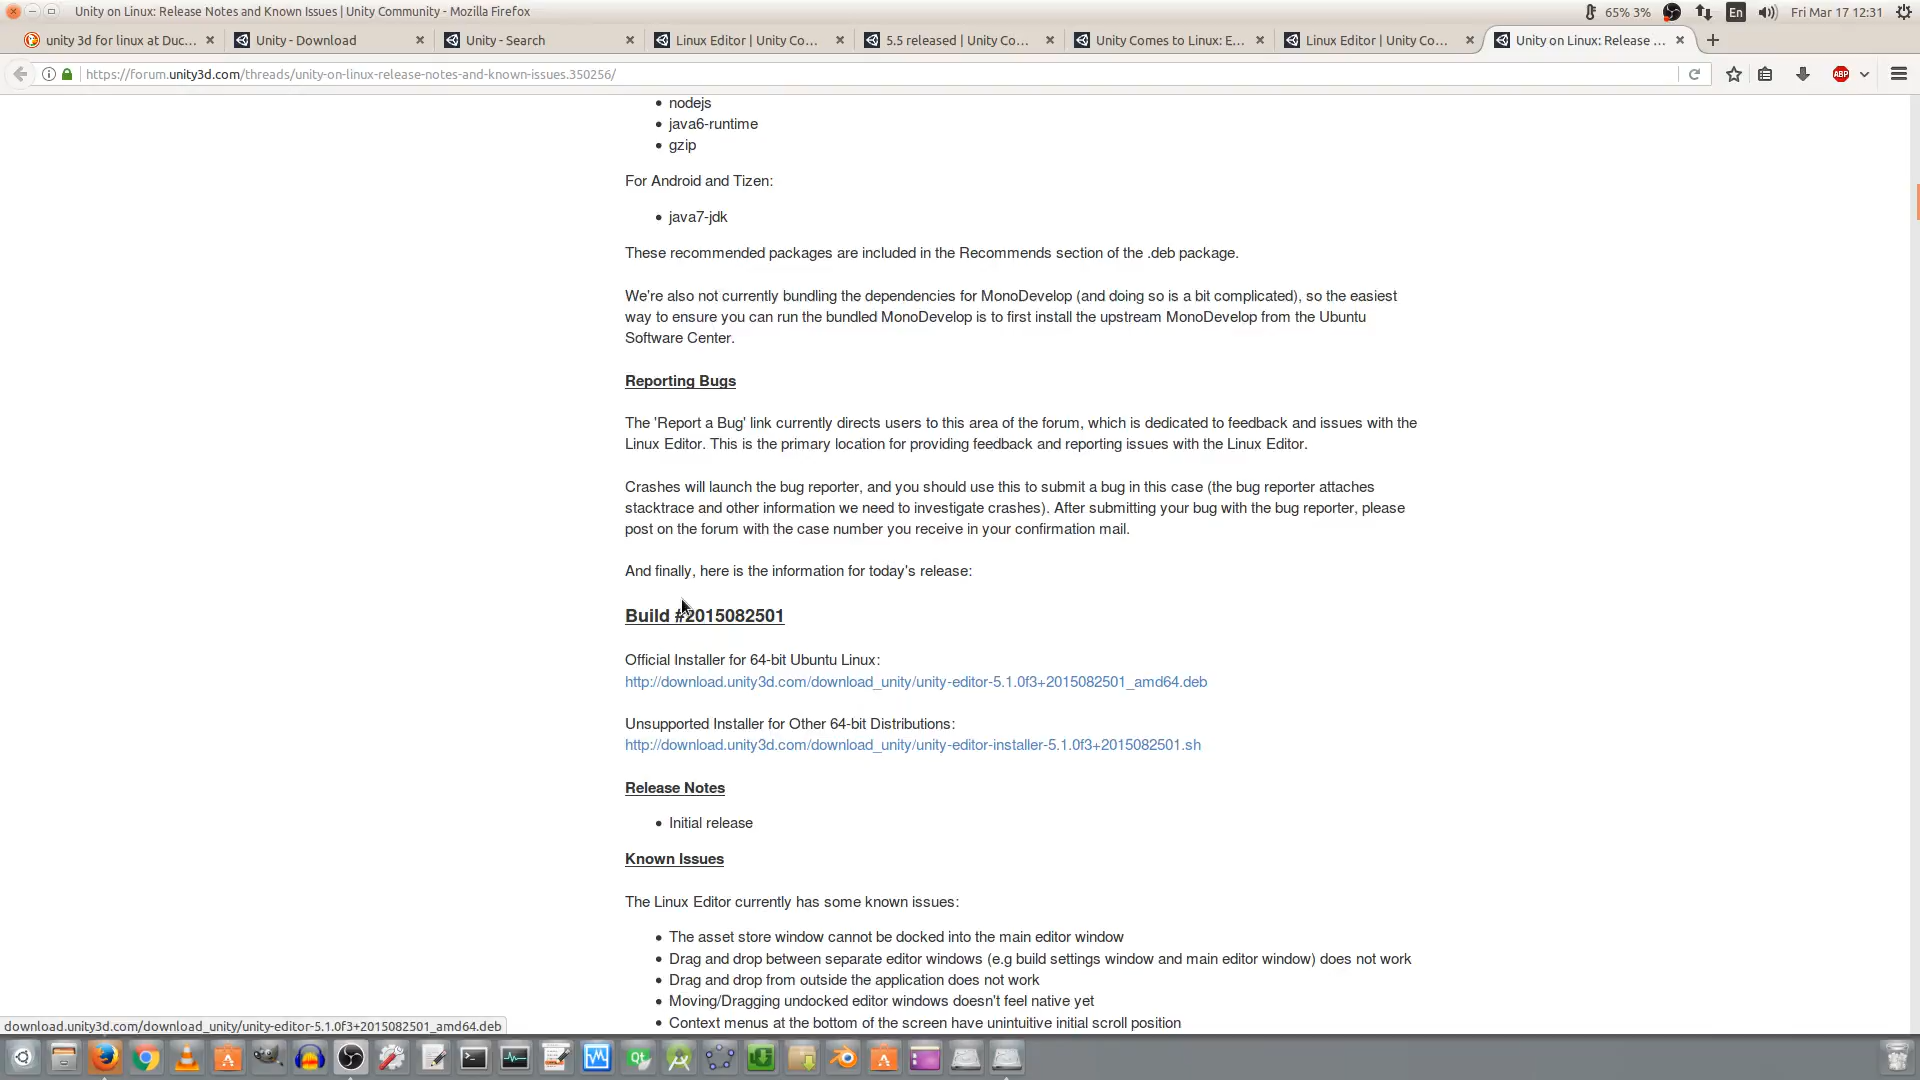 Unity on Linux: Release Notes and Known Issues | Unity Community - Mozilla Firefox
65% 3%
En
Fri Mar 17 12:31
unity 3d for linux at Duc...
Unity - Download
Unity - Search
Linux Editor | Unity Co...
5.5 released | Unity Co...
Unity Comes to Linux: E...
Linux Editor | Unity Co...
Unity on Linux: Release ...
https://forum.unity3d.com/threads/unity-on-linux-release-notes-and-known-issues.350256/
ABP
• nodejs
• java6-runtime
• gzip
For Android and Tizen:
• java7-jdk
These recommended packages are included in the Recommends section of the .deb package.
We're also not currently bundling the dependencies for MonoDevelop (and doing so is a bit complicated), so the easiest
way to ensure you can run the bundled MonoDevelop is to first install the upstream MonoDevelop from the Ubuntu
Software Center.
Reporting Bugs
The 'Report a Bug' link currently directs users to this area of the forum, which is dedicated to feedback and issues with the
Linux Editor. This is the primary location for providing feedback and reporting issues with the Linux Editor.
Crashes will launch the bug reporter, and you should use this to submit a bug in this case (the bug reporter attaches
stacktrace and other information we need to investigate crashes). After submitting your bug with the bug reporter, please
post on the forum with the case number you receive in your confirmation mail.
And finally, here is the information for today's release:
Build #2015082501
Official Installer for 64-bit Ubuntu Linux:
http://download.unity3d.com/download_unity/unity-editor-5.1.0f3+2015082501_amd64.deb
Unsupported Installer for Other 64-bit Distributions:
http://download.unity3d.com/download_unity/unity-editor-installer-5.1.0f3+2015082501.sh
Release Notes
• Initial release
Known Issues
The Linux Editor currently has some known issues:
• The asset store window cannot be docked into the main editor window
• Drag and drop between separate editor windows (e.g build settings window and main editor window) does not work
• Drag and drop from outside the application does not work
• Moving/Dragging undocked editor windows doesn't feel native yet
• Context menus at the bottom of the screen have unintuitive initial scroll position
download.unity3d.com/download_unity/unity-editor-5.1.0f3+2015082501_amd64.deb
Qt